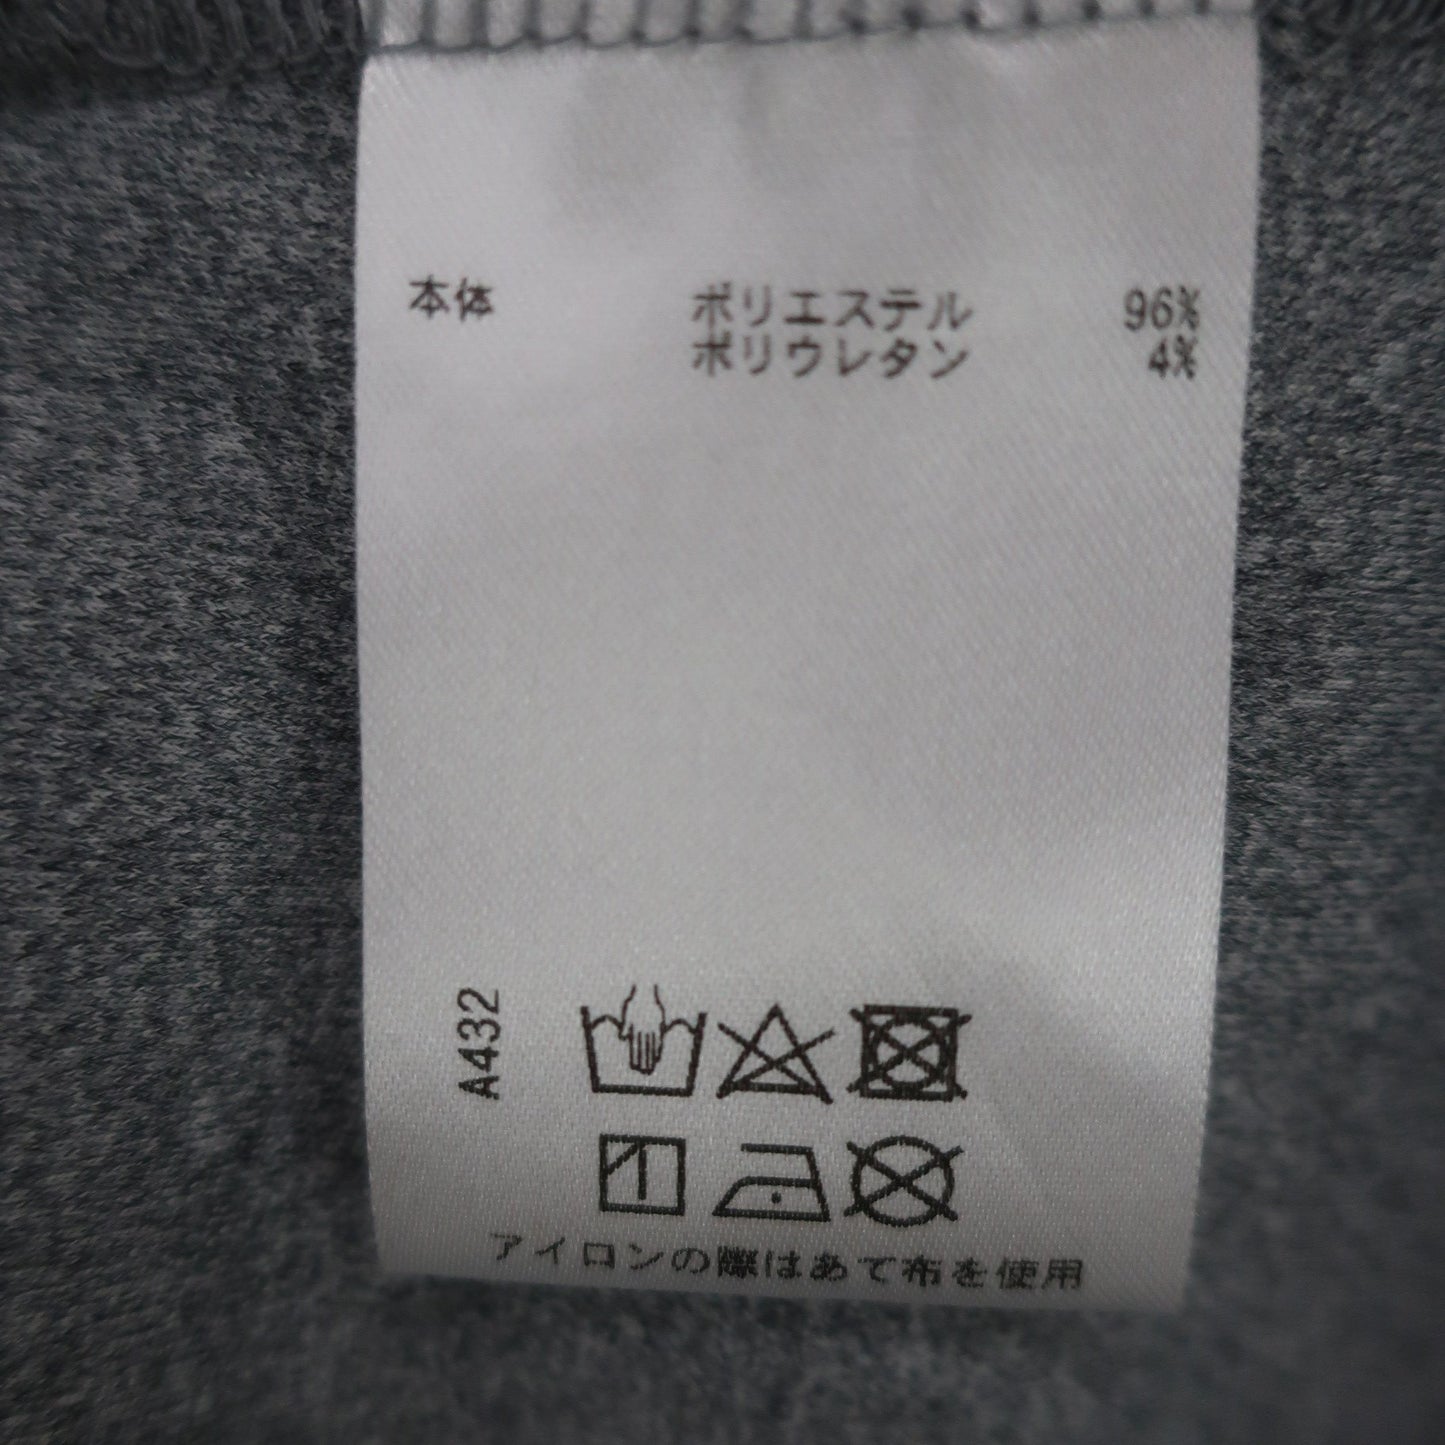 本体 ポリエステル 96%
ポリウレタン 4%
A432
アイロンの際はあて布を使用